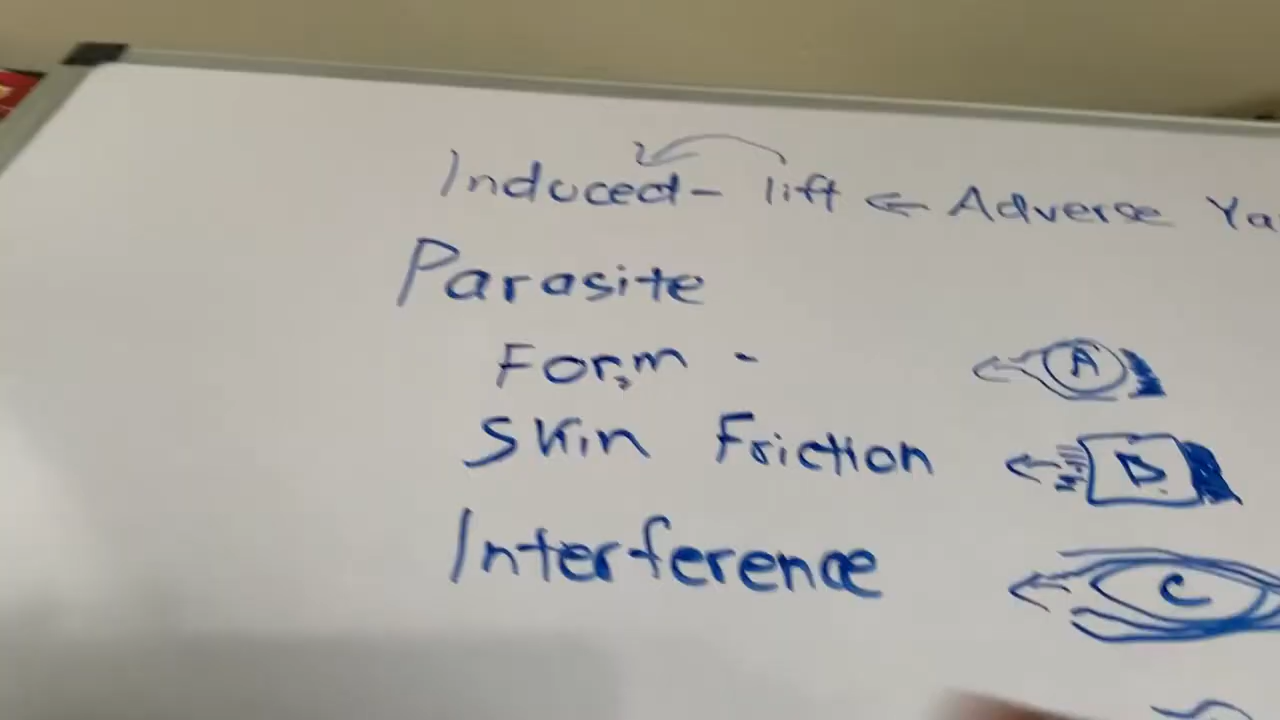 Induced - lift ← Adverse Ya
Parasite
Form -
A
Skin Friction
B
Interference
C